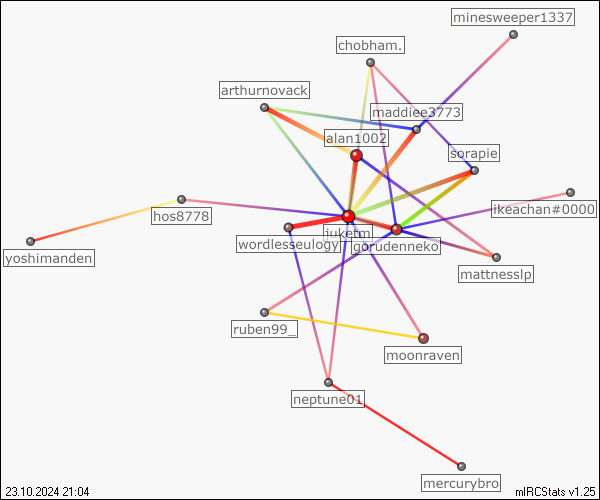 minesweeper1337
chobham.
arthurnovack
maddiee3773
alan1002
sorapie
ikeachan#0000
hos8778
juketm
wordlesseulogy
gorudenneko
yoshimanden
mattnesslp
ruben99_
moonraven
neptune01
mercurybro
23.10.2024 21:04
mIRCStats v1.25